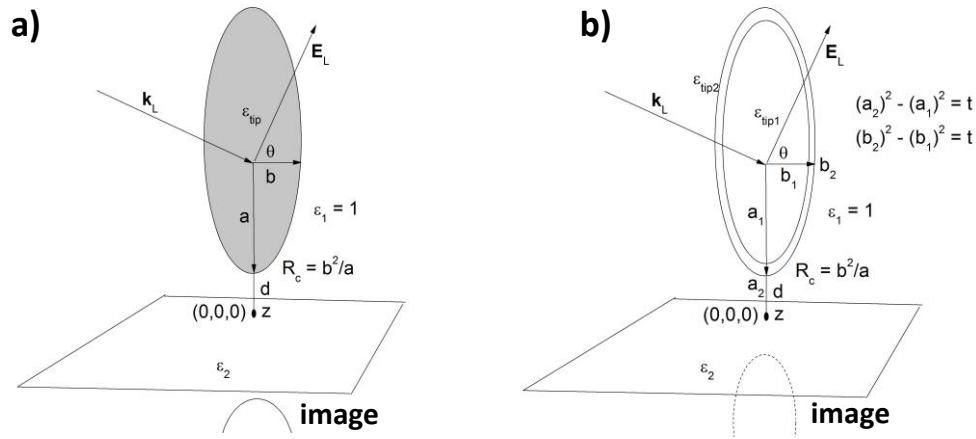 a)
E_L
k_L
ε_tip
θ
b
a
ε_1 = 1
R_c = b^2/a
d
(0,0,0) z
ε_2
image
b)
E_L
ε_tip2
k_L
ε_tip1
(a_2)^2 - (a_1)^2 = t
(b_2)^2 - (b_1)^2 = t
θ
b_1 b_2
a_1
ε_1 = 1
R_c = b^2/a
a_2 d
(0,0,0) z
ε_2
image